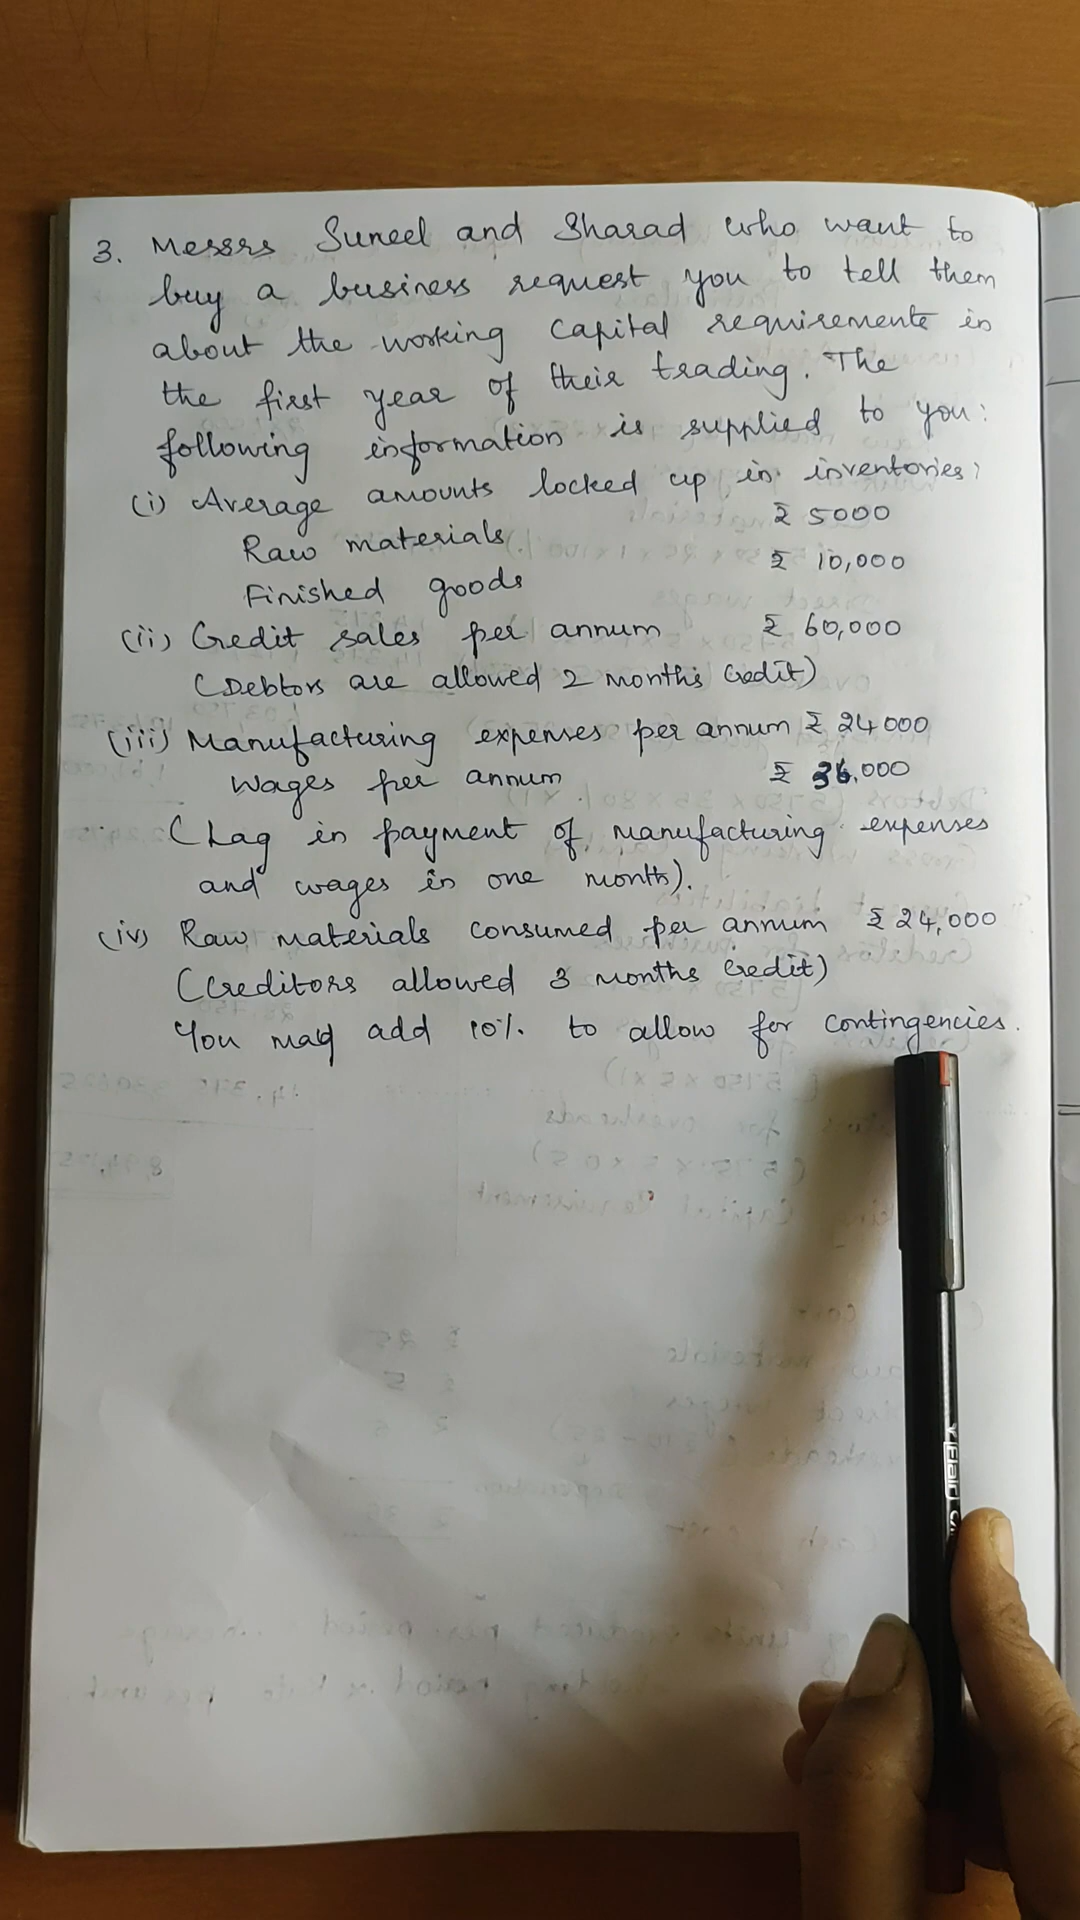 3. Messrs Suneel and Sharad who want to
buy a business request you to tell them
about the working capital requirements in
the first year of their trading. The
following information is supplied to you:
(i) Average amounts locked up in inventories:
Raw materials ₹ 5000
Finished goods ₹ 10,000
(ii) Credit sales per annum ₹ 60,000
(Debtors are allowed 2 months credit)
(iii) Manufacturing expenses per annum ₹ 24000
Wages per annum ₹ 36,000
(Lag in payment of manufacturing expenses
and wages is one month).
(iv) Raw materials consumed per annum ₹ 24,000
(Creditors allowed 3 months credit)
You may add 10% to allow for contingencies.